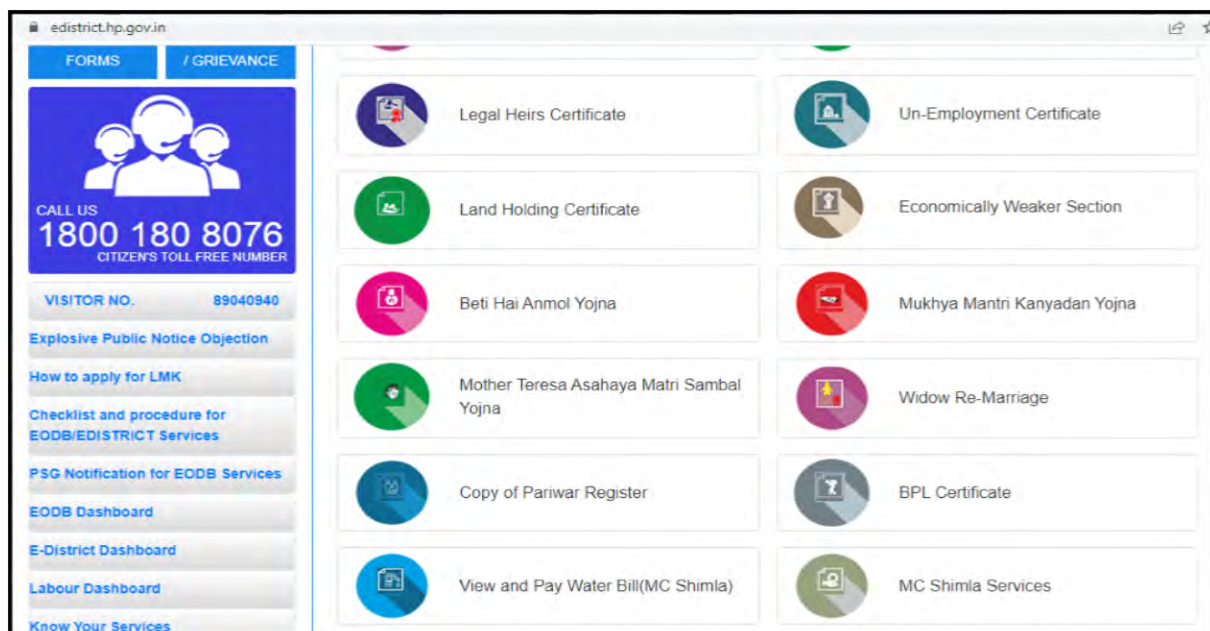 edistrict.hp.gov.in
FORMS
/ GRIEVANCE
CALL US
1800 180 8076
CITIZEN'S TOLL FREE NUMBER
VISITOR NO. 89040940
Explosive Public Notice Objection
How to apply for LMK
Checklist and procedure for
EODB/EDISTRICT Services
PSG Notification for EODB Services
EODB Dashboard
E-District Dashboard
Labour Dashboard
Know Your Services
Legal Heirs Certificate
Un-Employment Certificate
Land Holding Certificate
Economically Weaker Section
Beti Hai Anmol Yojna
Mukhya Mantri Kanyadan Yojna
Mother Teresa Asahaya Matri Sambal
Yojna
Widow Re-Marriage
Copy of Pariwar Register
BPL Certificate
View and Pay Water Bill(MC Shimla)
MC Shimla Services